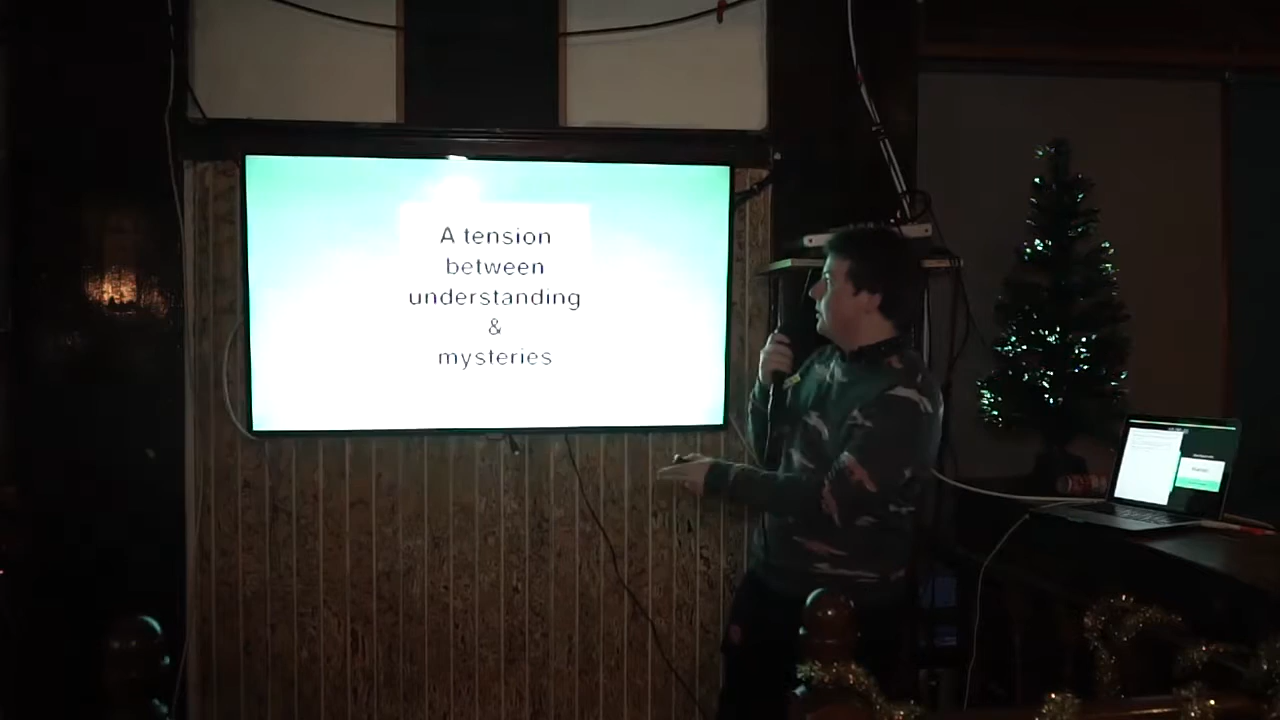 A tension
between
understanding
&
mysteries